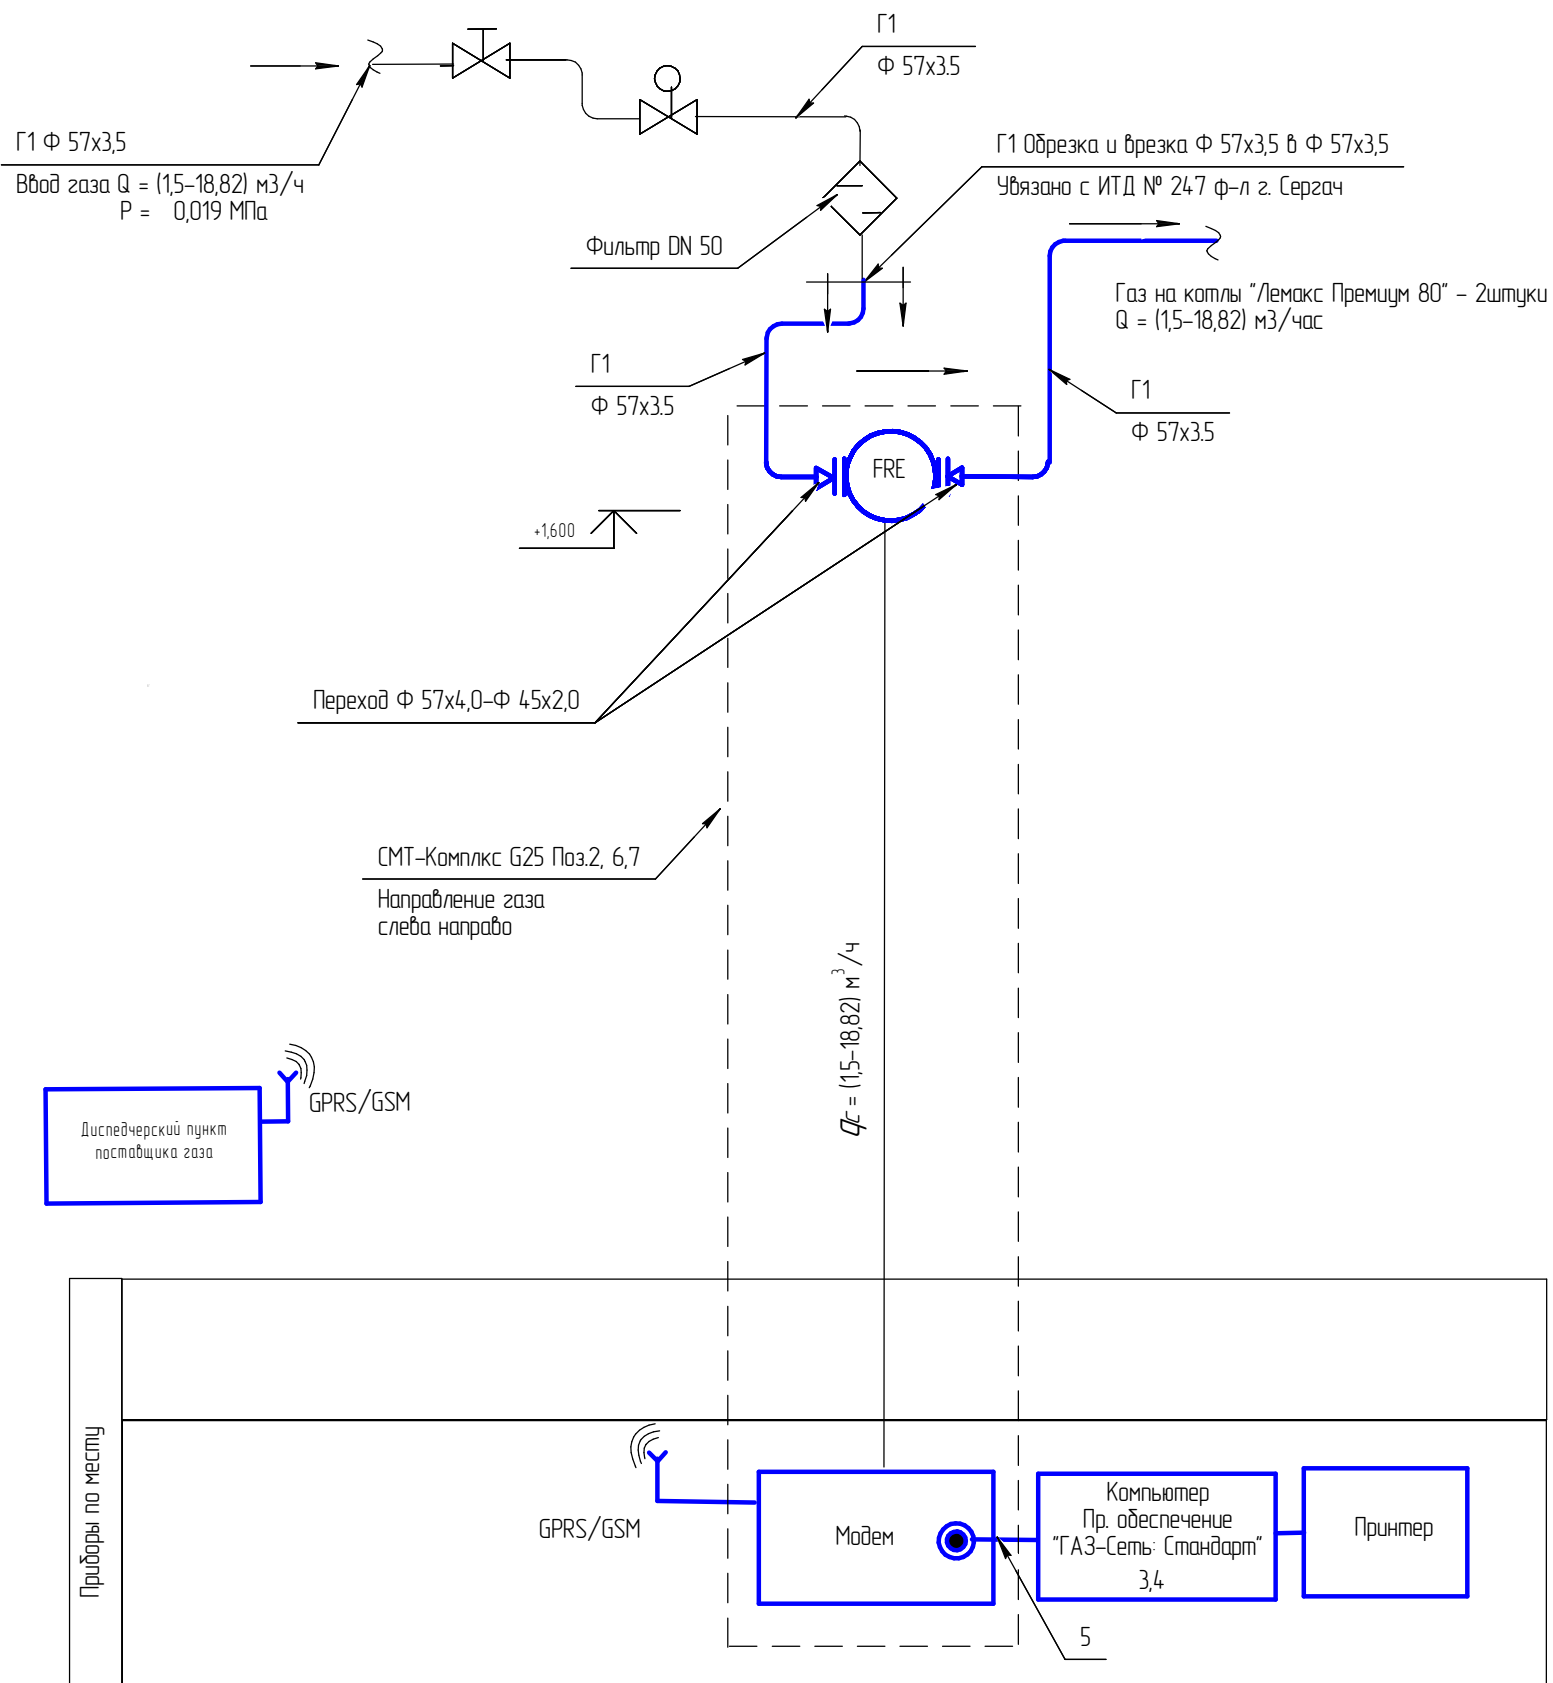 Г1
Ф 57х3.5
Г1 Ф 57х3,5
Ввод газа Q = (1,5-18,82) м3/ч
Р = 0,019 МПа
Г1 Обрезка и врезка Ф 57х3,5 в Ф 57х3,5
Увязано с ИТД № 247 ф-л г. Сергач
Фильтр DN 50
Газ на котлы "Лемакс Премиум 80" - 2штуки
Q = (1,5-18,82) м3/час
Г1
Ф 57х3.5
Г1
Ф 57х3.5
FRE
+1,600
Переход Ф 57х4,0-Ф 45х2,0
СМТ-Комплкс G25 Поз.2, 6,7
Направление газа
слева направо
qc = (1,5-18,82) м³/ч
GPRS/GSM
Диспедчерский пункт
поставщика газа
Приборы по месту
GPRS/GSM
Модем
Компьютер
Пр. обеспечение
"ГАЗ-Сеть: Стандарт"
3,4
Принтер
5